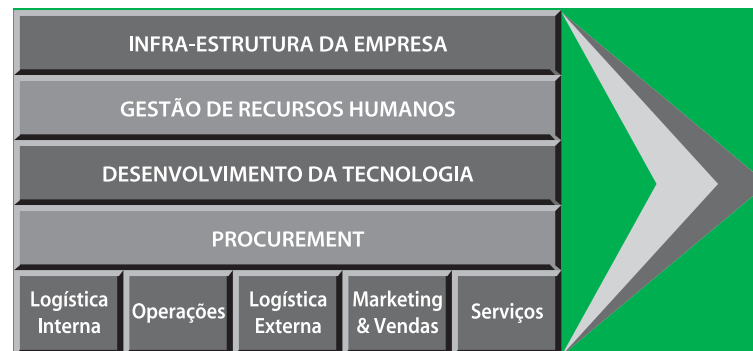 INFRA-ESTRUTURA DA EMPRESA
GESTÃO DE RECURSOS HUMANOS
DESENVOLVIMENTO DA TECNOLOGIA
PROCUREMENT
Logística
Interna
Operações
Logística
Externa
Marketing
& Vendas
Serviços